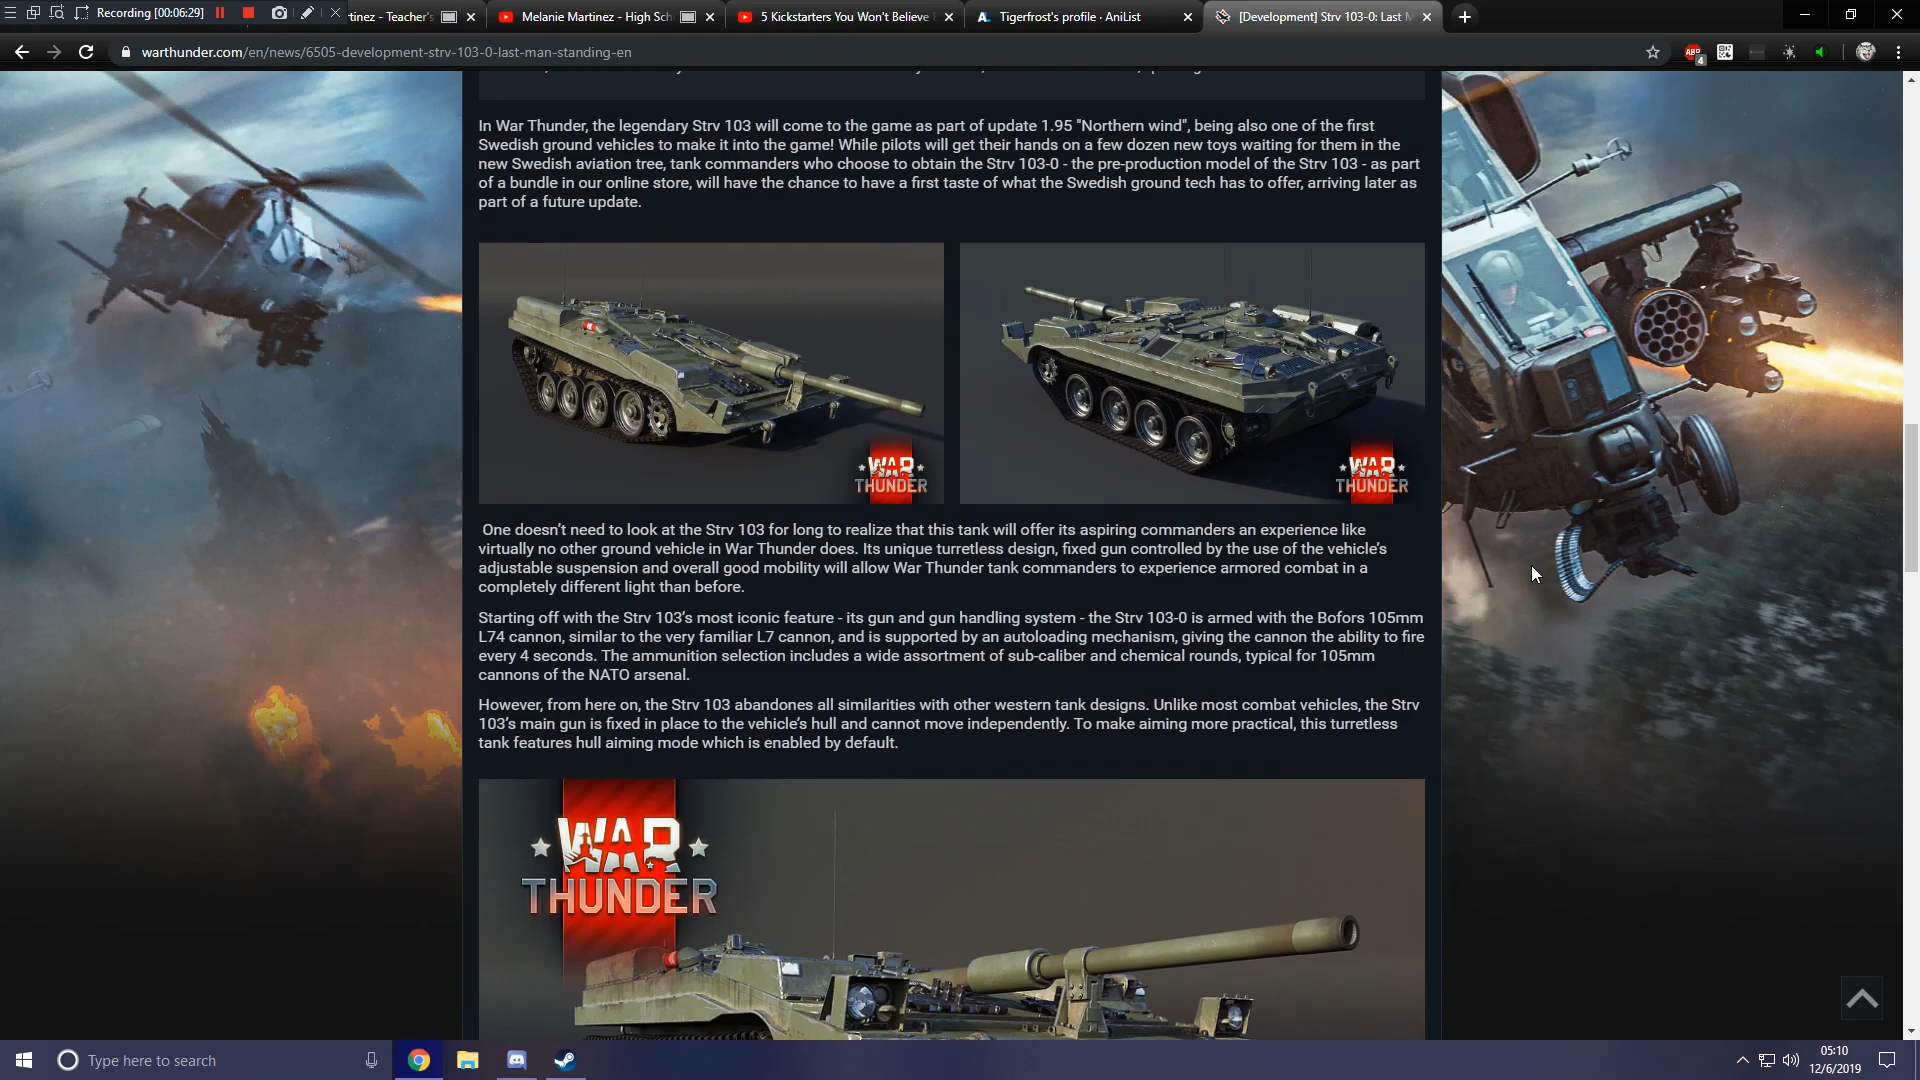 Recording [00:06:29]
tinez - Teacher's
Melanie Martinez - High Sch
5 Kickstarters You Won't Believe
Tigerfrost's profile · AniList
[Development] Strv 103-0: Last M
warthunder.com/en/news/6505-development-strv-103-0-last-man-standing-en
ABP
4
In War Thunder, the legendary Strv 103 will come to the game as part of update 1.95 "Northern wind", being also one of the first
Swedish ground vehicles to make it into the game! While pilots will get their hands on a few dozen new toys waiting for them in the
new Swedish aviation tree, tank commanders who choose to obtain the Strv 103-0 - the pre-production model of the Strv 103 - as part
of a bundle in our online store, will have the chance to have a first taste of what the Swedish ground tech has to offer, arriving later as
part of a future update.
WAR
THUNDER
WAR
THUNDER
One doesn't need to look at the Strv 103 for long to realize that this tank will offer its aspiring commanders an experience like
virtually no other ground vehicle in War Thunder does. Its unique turretless design, fixed gun controlled by the use of the vehicle's
adjustable suspension and overall good mobility will allow War Thunder tank commanders to experience armored combat in a
completely different light than before.
Starting off with the Strv 103's most iconic feature - its gun and gun handling system - the Strv 103-0 is armed with the Bofors 105mm
L74 cannon, similar to the very familiar L7 cannon, and is supported by an autoloading mechanism, giving the cannon the ability to fire
every 4 seconds. The ammunition selection includes a wide assortment of sub-caliber and chemical rounds, typical for 105mm
cannons of the NATO arsenal.
However, from here on, the Strv 103 abandones all similarities with other western tank designs. Unlike most combat vehicles, the Strv
103's main gun is fixed in place to the vehicle's hull and cannot move independently. To make aiming more practical, this turretless
tank features hull aiming mode which is enabled by default.
WAR
THUNDER
Type here to search
05:10
12/6/2019